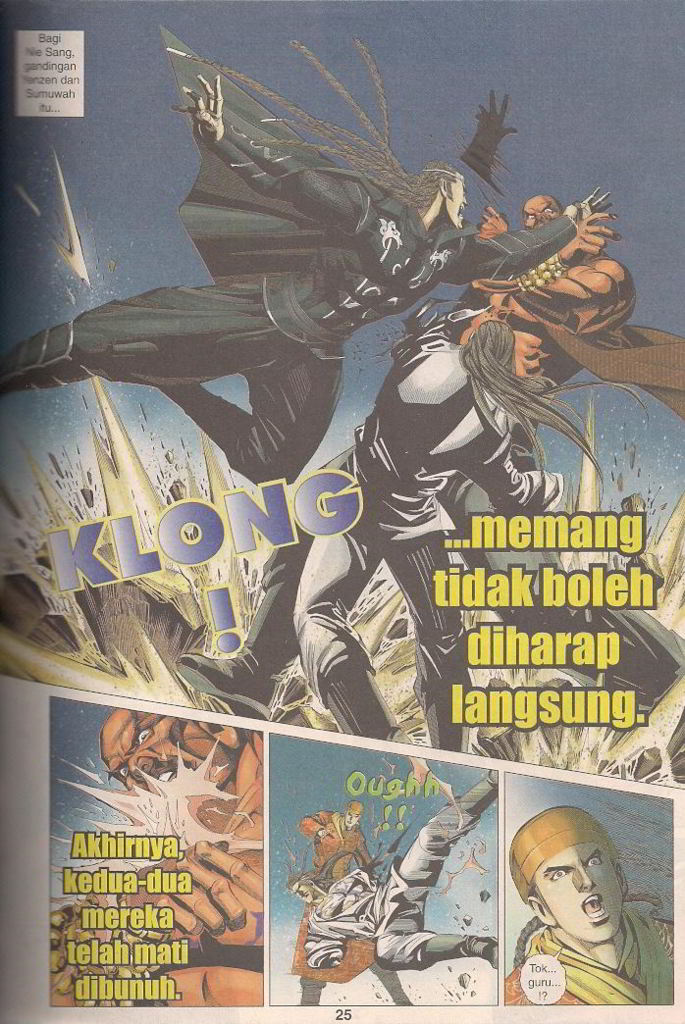 Bagi
Nie Sang,
gandingan
Yenzen dan
Sumuwah
itu...
KLONG
!
...memang
tidak boleh
diharap
langsung.
Akhirnya,
kedua-dua
mereka
telah mati
dibunuh.
Oughh
!!
Tok...
guru...
!?
25